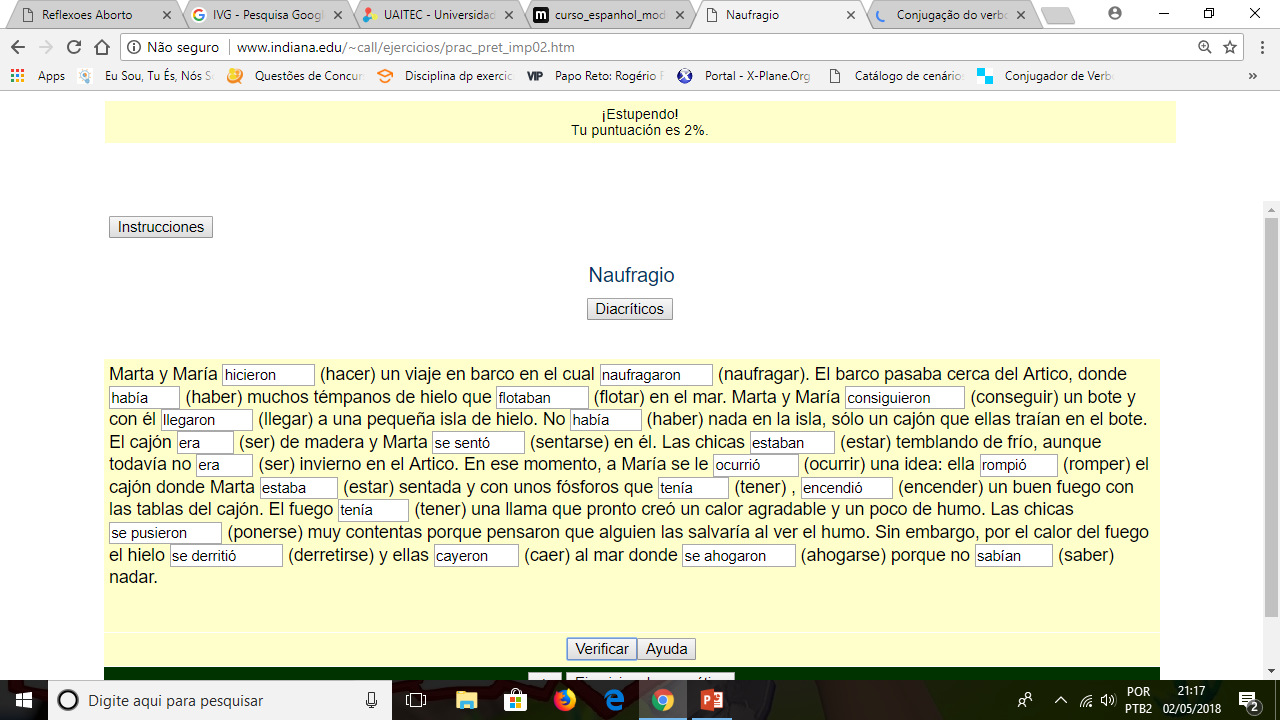 Reflexoes Aborto
IVG - Pesquisa Goog
UAITEC - Universidad
curso_espanhol_mod
Naufragio
Conjugação do verb
Não seguro www.indiana.edu/~call/ejercicios/prac_pret_imp02.htm
Apps Eu Sou, Tu És, Nós S Questões de Concur Disciplina dp exercic VIP Papo Reto: Rogério F Portal - X-Plane.Org Catálogo de cenário Conjugador de Verb »
¡Estupendo!
Tu puntuación es 2%.
Instrucciones
Naufragio
Diacríticos
Marta y María hicieron (hacer) un viaje en barco en el cual naufragaron (naufragar). El barco pasaba cerca del Artico, donde
había (haber) muchos témpanos de hielo que flotaban (flotar) en el mar. Marta y María consiguieron (conseguir) un bote y
con él llegaron (llegar) a una pequeña isla de hielo. No había (haber) nada en la isla, sólo un cajón que ellas traían en el bote.
El cajón era (ser) de madera y Marta se sentó (sentarse) en él. Las chicas estaban (estar) temblando de frío, aunque
todavía no era (ser) invierno en el Artico. En ese momento, a María se le ocurrió (ocurrir) una idea: ella rompió (romper) el
cajón donde Marta estaba (estar) sentada y con unos fósforos que tenía (tener) , encendió (encender) un buen fuego con
las tablas del cajón. El fuego tenía (tener) una llama que pronto creó un calor agradable y un poco de humo. Las chicas
se pusieron (ponerse) muy contentas porque pensaron que alguien las salvaría al ver el humo. Sin embargo, por el calor del fuego
el hielo se derritió (derretirse) y ellas cayeron (caer) al mar donde se ahogaron (ahogarse) porque no sabían (saber)
nadar.
Verificar Ayuda
Digite aqui para pesquisar
POR 21:17
PTB2 02/05/2018
2